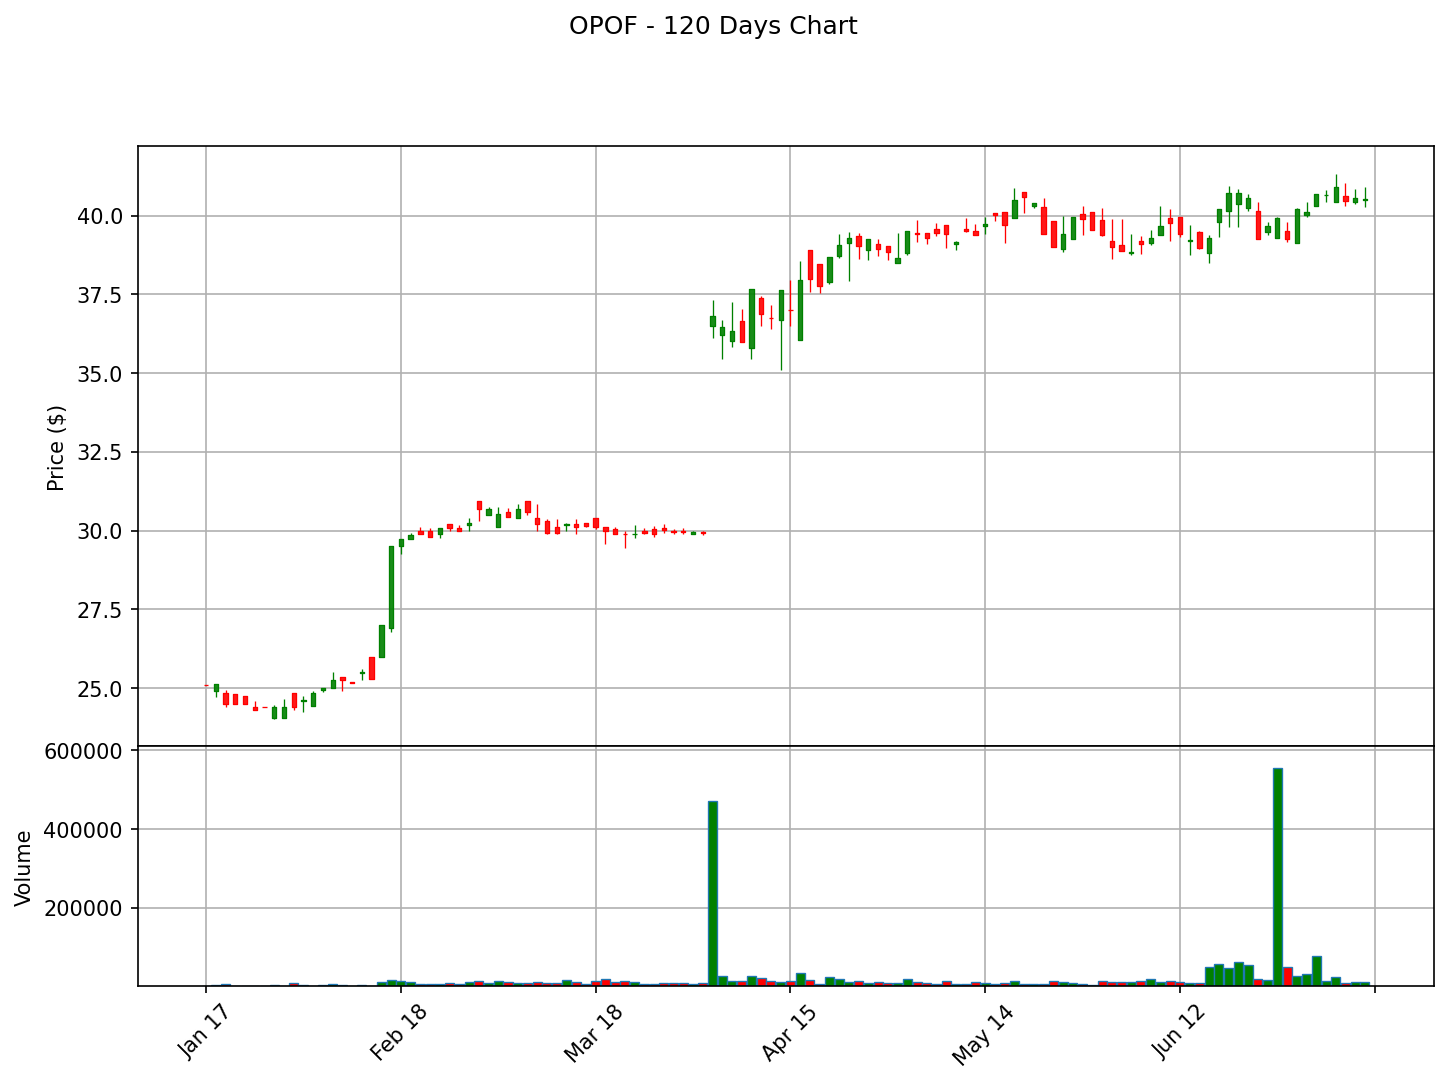 OPOF - 120 Days Chart
Price ($)
40.0
37.5
35.0
32.5
30.0
27.5
25.0
Volume
600000
400000
200000
Jan 17
Feb 18
Mar 18
Apr 15
May 14
Jun 12